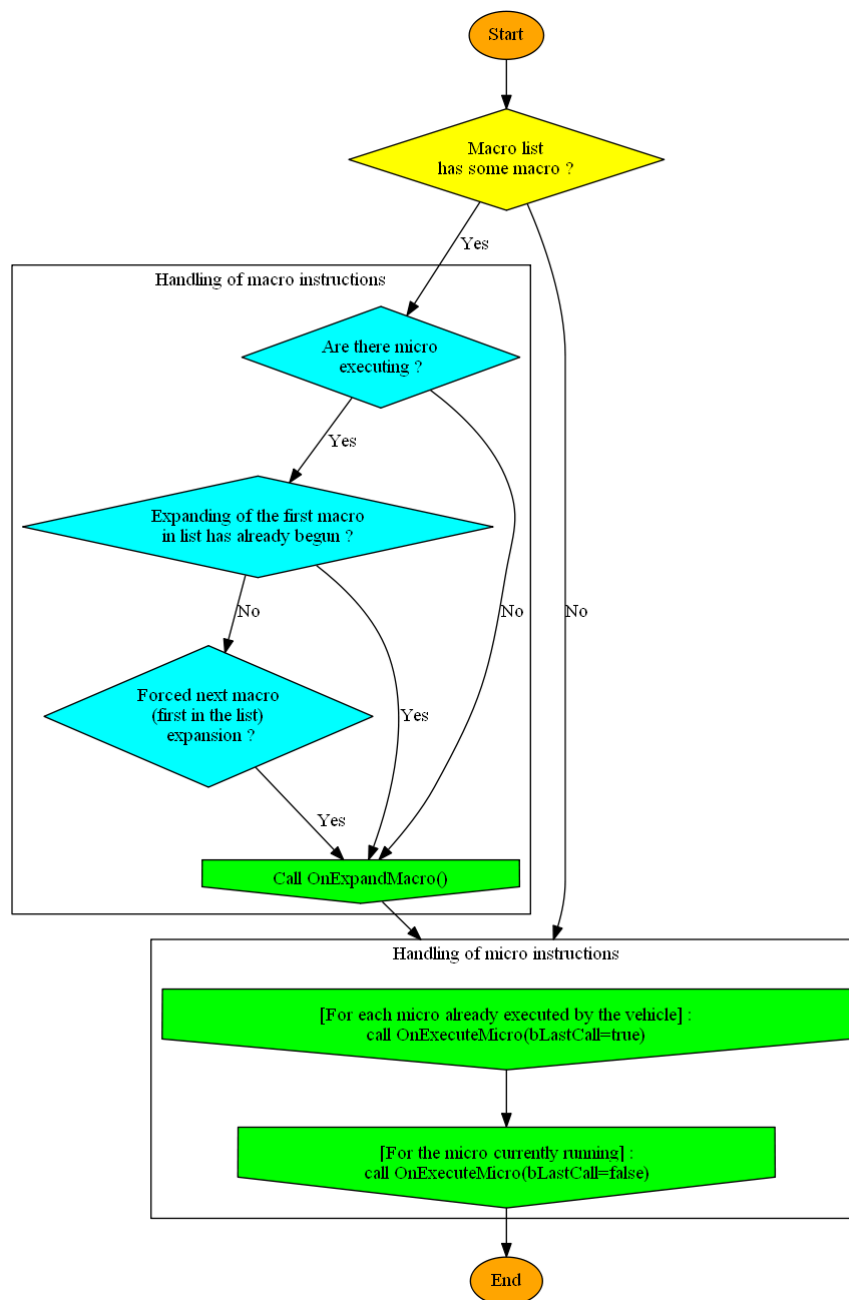 Start
Macro list
has some macro ?
Yes
Handling of macro instructions
Are there micro
executing ?
Yes
Expanding of the first macro
in list has already begun ?
No
No
No
Forced next macro
(first in the list)
expansion ?
Yes
Yes
Call OnExpandMacro()
Handling of micro instructions
[For each micro already executed by the vehicle] :
call OnExecuteMicro(bLastCall=true)
[For the micro currently running] :
call OnExecuteMicro(bLastCall=false)
End